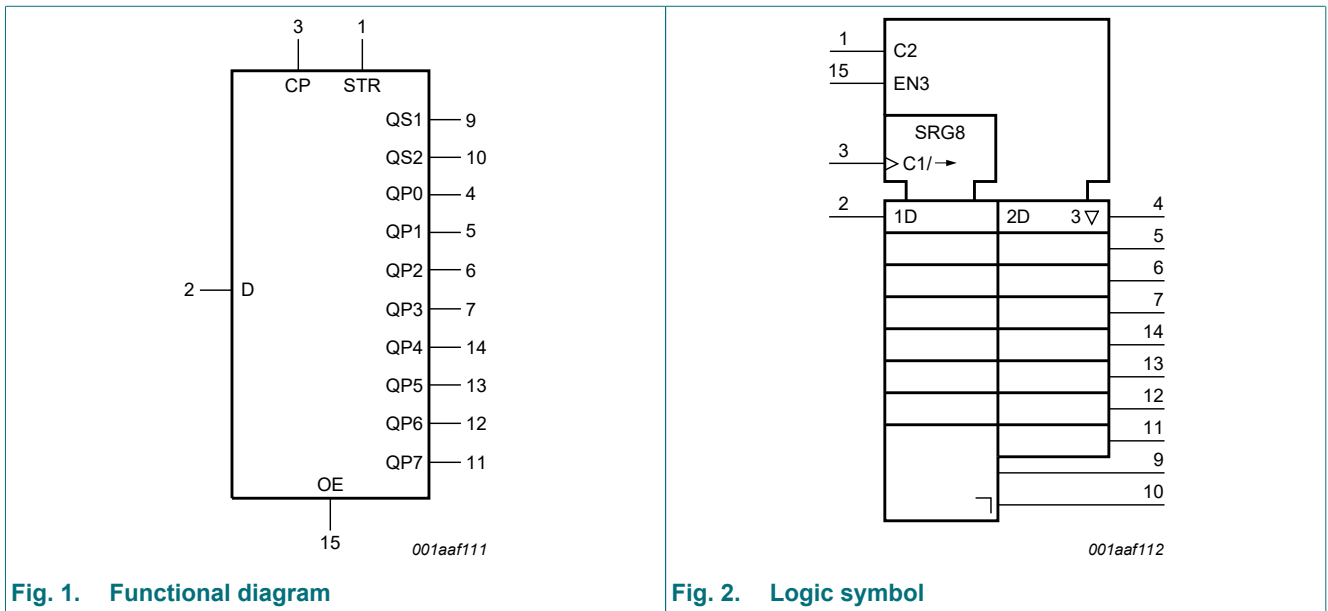 3 1
CP STR
QS1 9
QS2 10
QP0 4
QP1 5
QP2 6
2 D
QP3 7
QP4 14
QP5 13
QP6 12
QP7 11
OE
15
001aaf111
Fig. 1. Functional diagram
1 C2
15 EN3
SRG8
3 C1/→
2 1D 2D 3▽ 4
5
6
7
14
13
12
11
9
10
001aaf112
Fig. 2. Logic symbol